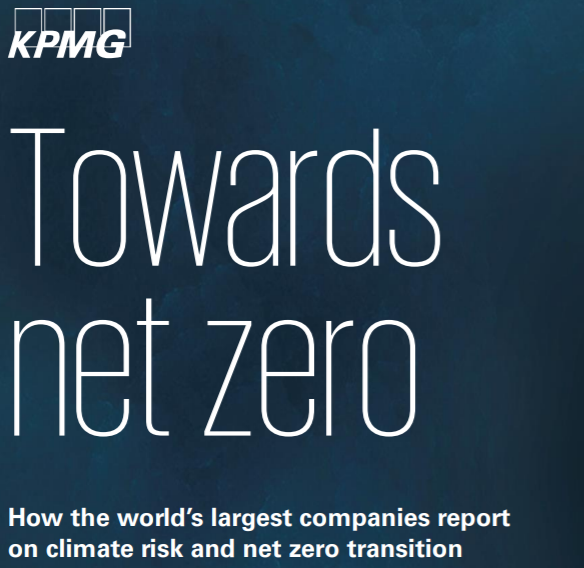 KPMG
Towards
net zero
How the world's largest companies report
on climate risk and net zero transition